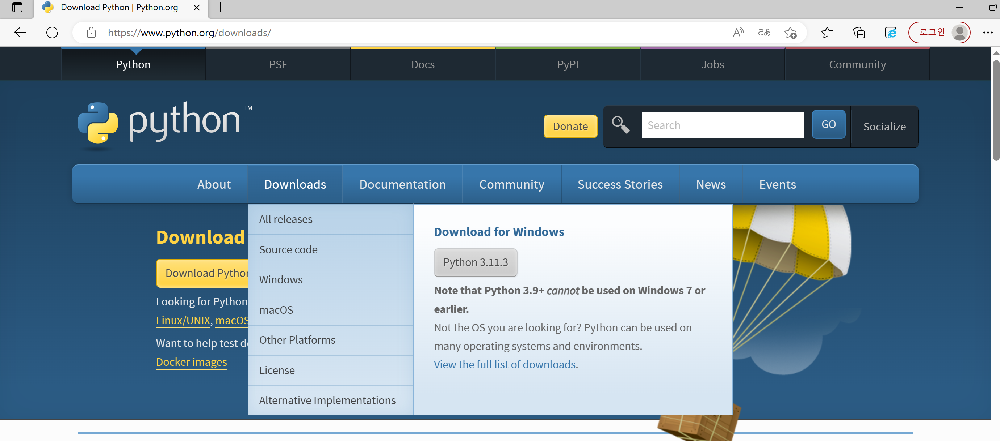 Download Python | Python.org
https://www.python.org/downloads/
로그인
Python
PSF
Docs
PyPI
Jobs
Community
python™
Donate
Search
GO
Socialize
About
Downloads
Documentation
Community
Success Stories
News
Events
All releases
Source code
Windows
macOS
Other Platforms
License
Alternative Implementations
Download for Windows
Python 3.11.3
Note that Python 3.9+ cannot be used on Windows 7 or
earlier.
Not the OS you are looking for? Python can be used on
many operating systems and environments.
View the full list of downloads.
Download
Download Python
Looking for Python
Linux/UNIX, macOS
Want to help test
Docker images